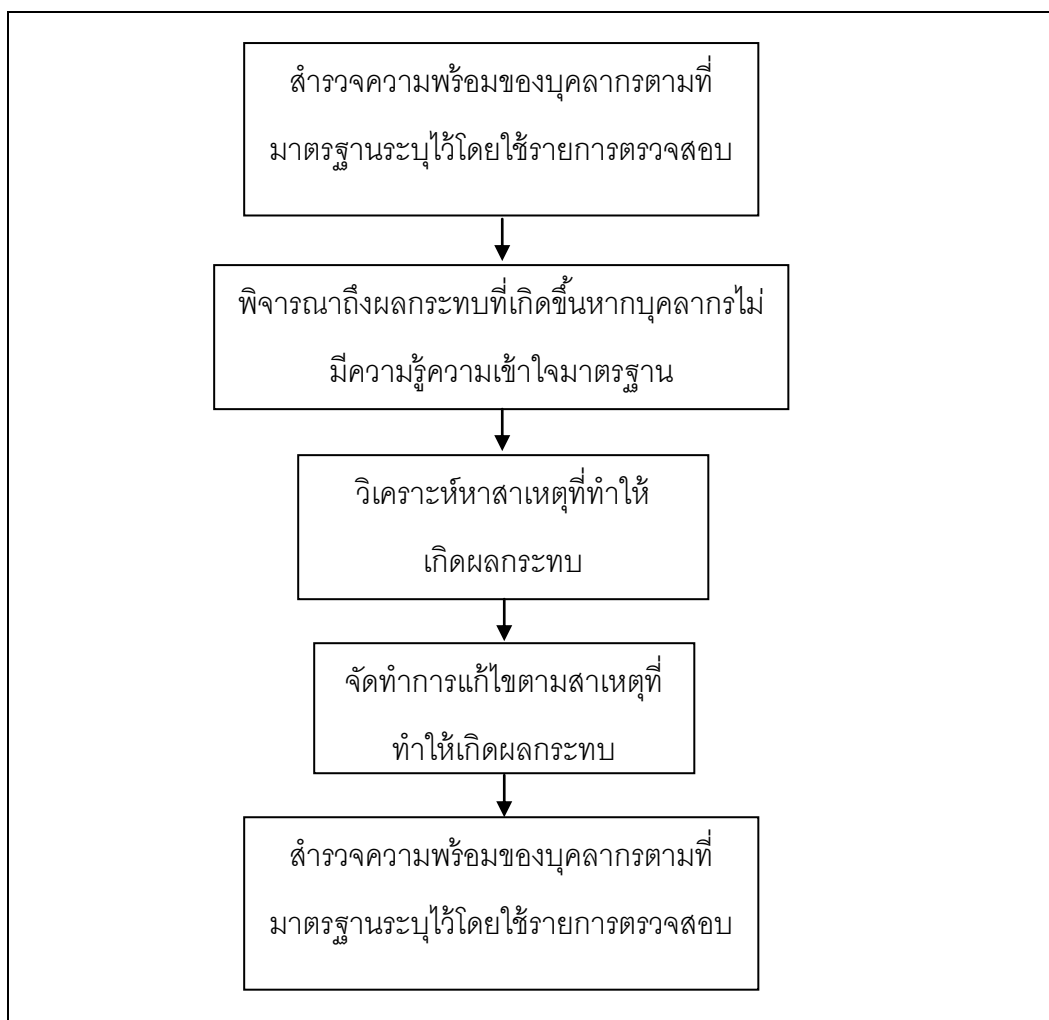 สำรวจความพร้อมของบุคลากรตามที่
มาตรฐานระบุไว้โดยใช้รายการตรวจสอบ
พิจารณาถึงผลกระทบที่เกิดขึ้นหากบุคลากรไม่
มีความรู้ความเข้าใจมาตรฐาน
วิเคราะห์หาสาเหตุที่ทำให้
เกิดผลกระทบ
จัดทำการแก้ไขตามสาเหตุที่
ทำให้เกิดผลกระทบ
สำรวจความพร้อมของบุคลากรตามที่
มาตรฐานระบุไว้โดยใช้รายการตรวจสอบ